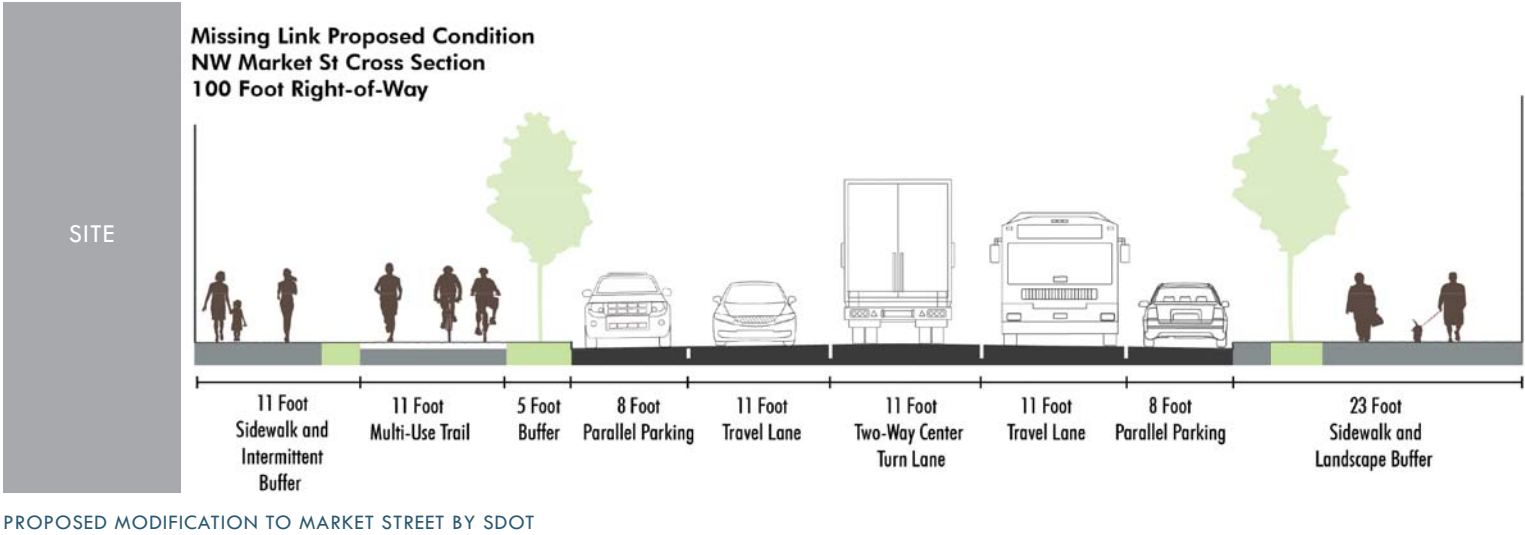 Missing Link Proposed Condition
NW Market St Cross Section
100 Foot Right-of-Way
SITE
11 Foot
Sidewalk and
Intermittent
Buffer
11 Foot
Multi-Use Trail
5 Foot
Buffer
8 Foot
Parallel Parking
11 Foot
Travel Lane
11 Foot
Two-Way Center
Turn Lane
11 Foot
Travel Lane
8 Foot
Parallel Parking
23 Foot
Sidewalk and
Landscape Buffer
PROPOSED MODIFICATION TO MARKET STREET BY SDOT